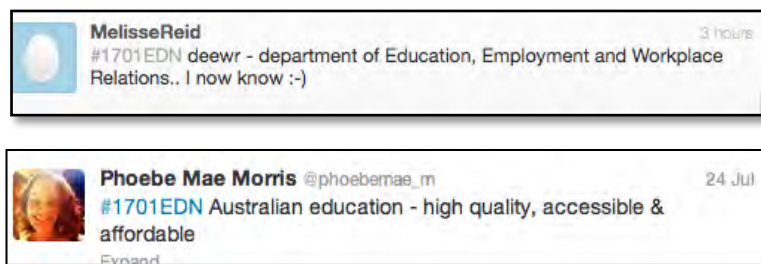 MelisseReid 3 hours
#1701EDN deewr - department of Education, Employment and Workplace
Relations.. I now know :-)
Phoebe Mae Morris @phoebemae_m 24 Jul
#1701EDN Australian education - high quality, accessible &
affordable
Expand